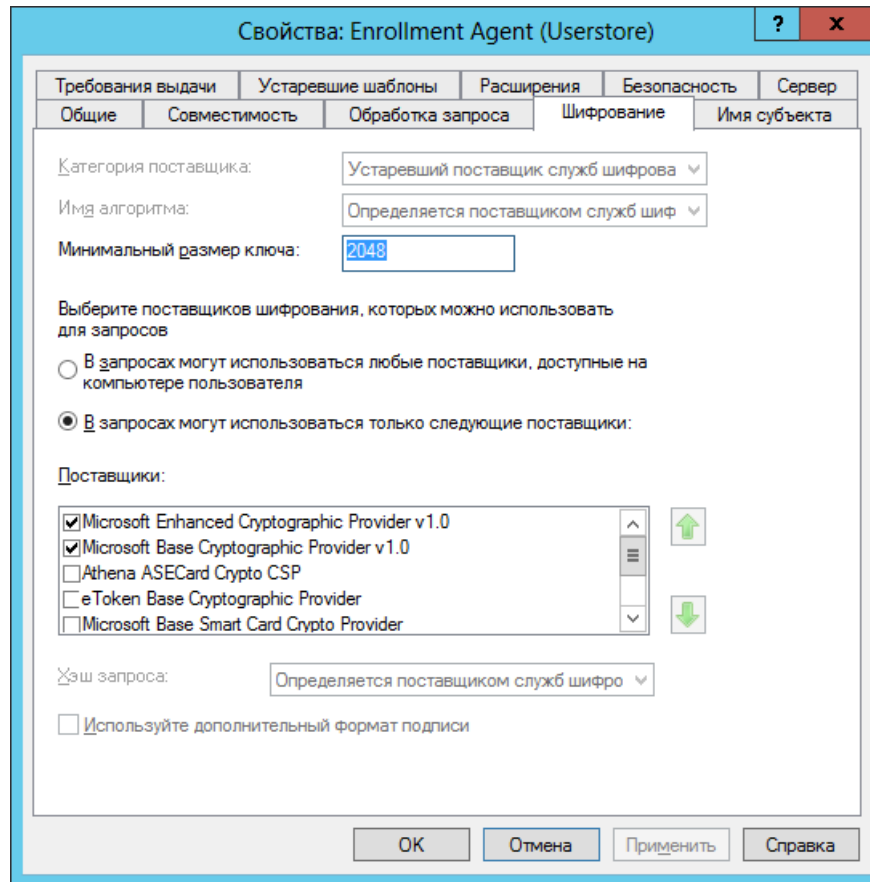 Свойства: Enrollment Agent (Userstore)
? x
Требования выдачи Устаревшие шаблоны Расширения Безопасность Сервер
Общие Совместимость Обработка запроса Шифрование Имя субъекта
Категория поставщика: Устаревший поставщик служб шифрова
Имя алгоритма: Определяется поставщиком служб шиф
Минимальный размер ключа: 2048
Выберите поставщиков шифрования, которых можно использовать
для запросов
В запросах могут использоваться любые поставщики, доступные на
компьютере пользователя
В запросах могут использоваться только следующие поставщики:
Поставщики:
Microsoft Enhanced Cryptographic Provider v1.0
Microsoft Base Cryptographic Provider v1.0
Athena ASECard Crypto CSP
eToken Base Cryptographic Provider
Microsoft Base Smart Card Crypto Provider
Хэш запроса: Определяется поставщиком служб шифро
Используйте дополнительный формат подписи
OK Отмена Применить Справка